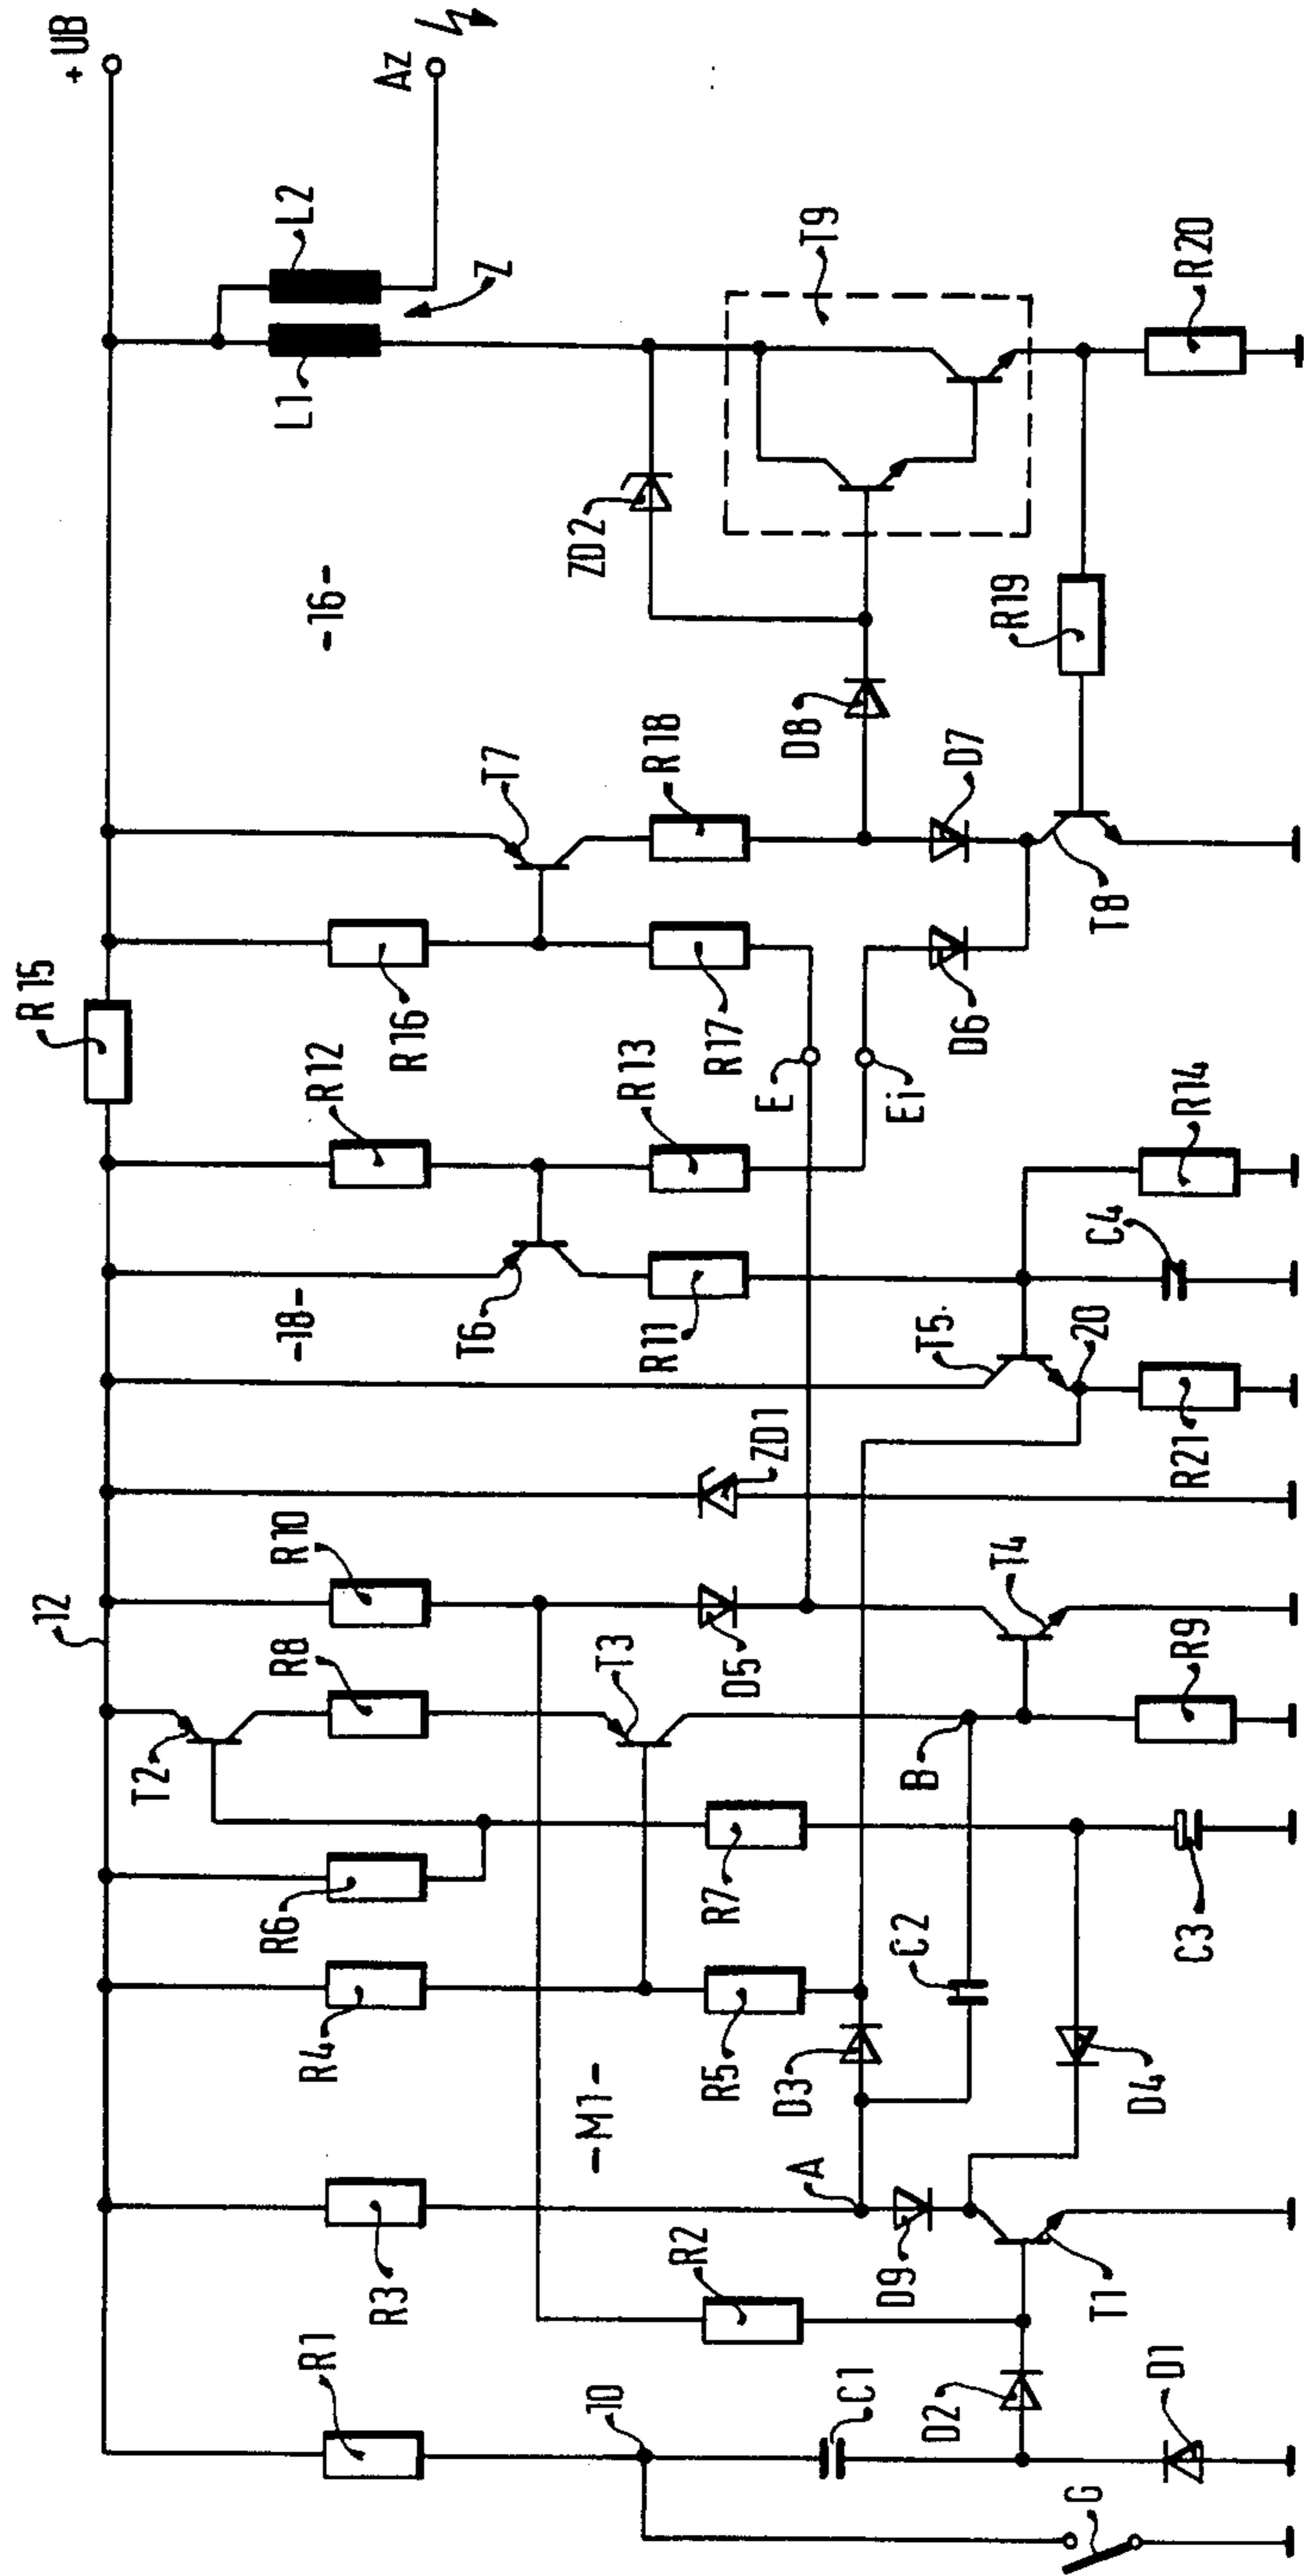 +UB
R15
12
Az
L2
L1
Z
R10
R12
R16
-16-
-18-
R8
T2
R6
R4
R3
R1
T7
T6
T3
R18
R13
R17
R11
ZD2
T9
ZD1
E
Ei
D8
D7
D6
R19
D5
R7
R5
-M1-
R2
A
D3
C2
B
T5
T4
20
C4
R14
R20
T8
R21
R9
C3
D4
D9
T1
10
C1
D2
D1
G